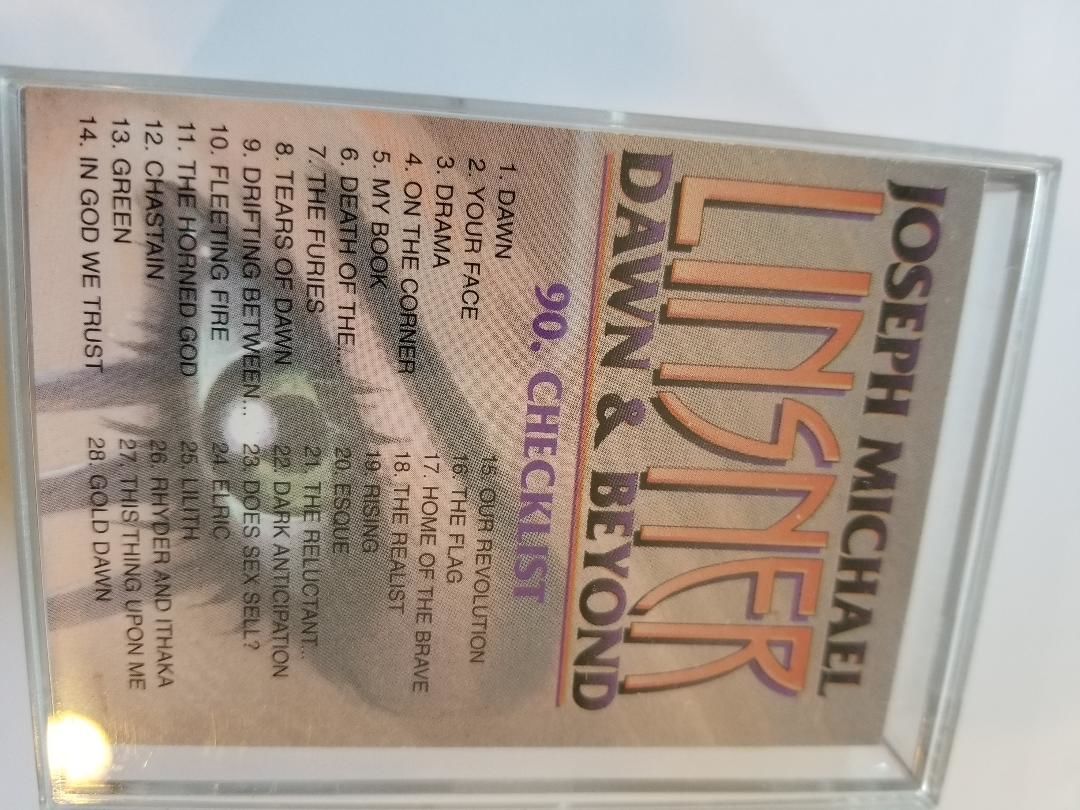 JOSEPH MICHAEL
LINSNER
DAWN & BEYOND
90. CHECKLIST
1. DAWN
2. YOUR FACE
3. DRAMA
4. ON THE CORNER
5. MY BOOK
6. DEATH OF THE...
7. THE FURIES
8. TEARS OF DAWN
9. DRIFTING BETWEEN...
10. FLEETING FIRE
11. THE HORNED GOD
12. CHASTAIN
13. GREEN
14. IN GOD WE TRUST
15. OUR REVOLUTION
16. THE FLAG
17. HOME OF THE BRAVE
18. THE REALIST
19. RISING
20. ESQUE
21. THE RELUCTANT...
22. DARK ANTICIPATION
23. DOES SEX SELL?
24. ELRIC
25. LILITH
26. RHYDER AND ITHAKA
27. THIS THING UPON ME
28. GOLD DAWN